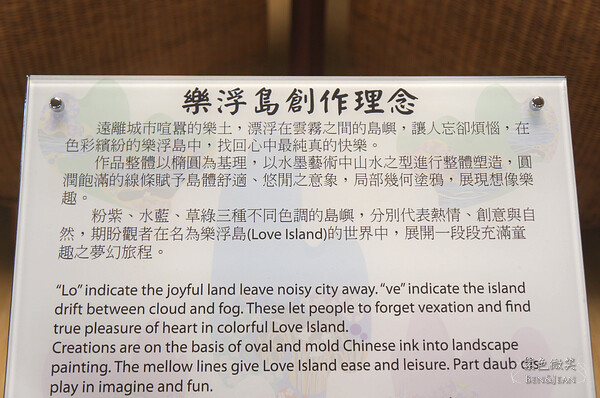 樂浮島創作理念
遠離城市喧囂的樂土，漂浮在雲霧之間的島嶼，讓人忘卻煩惱，在
色彩繽紛的樂浮島中，找回心中最純真的快樂。
作品整體以橢圓為基理，以水墨藝術中山水之型進行整體塑造，圓
潤飽滿的線條賦予島體舒適、悠閒之意象，局部幾何塗鴉，展現想像樂
趣。
粉紫、水藍、草綠三種不同色調的島嶼，分別代表熱情、創意與自
然，期盼觀者在名為樂浮島(Love Island)的世界中，展開一段段充滿童
趣之夢幻旅程。
“Lo” indicate the joyful land leave noisy city away. “ve” indicate the island
drift between cloud and fog. These let people to forget vexation and find
true pleasure of heart in colorful Love Island.
Creations are on the basis of oval and mold Chinese ink into landscape
painting. The mellow lines give Love Island ease and leisure. Part daub dis
play in imagine and fun.
微笑
BEN&JEAN